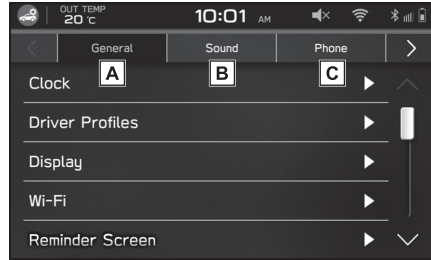 OUT TEMP
20 °C
10:01 AM
General
Sound
Phone
A
B
C
Clock
Driver Profiles
Display
Wi-Fi
Reminder Screen